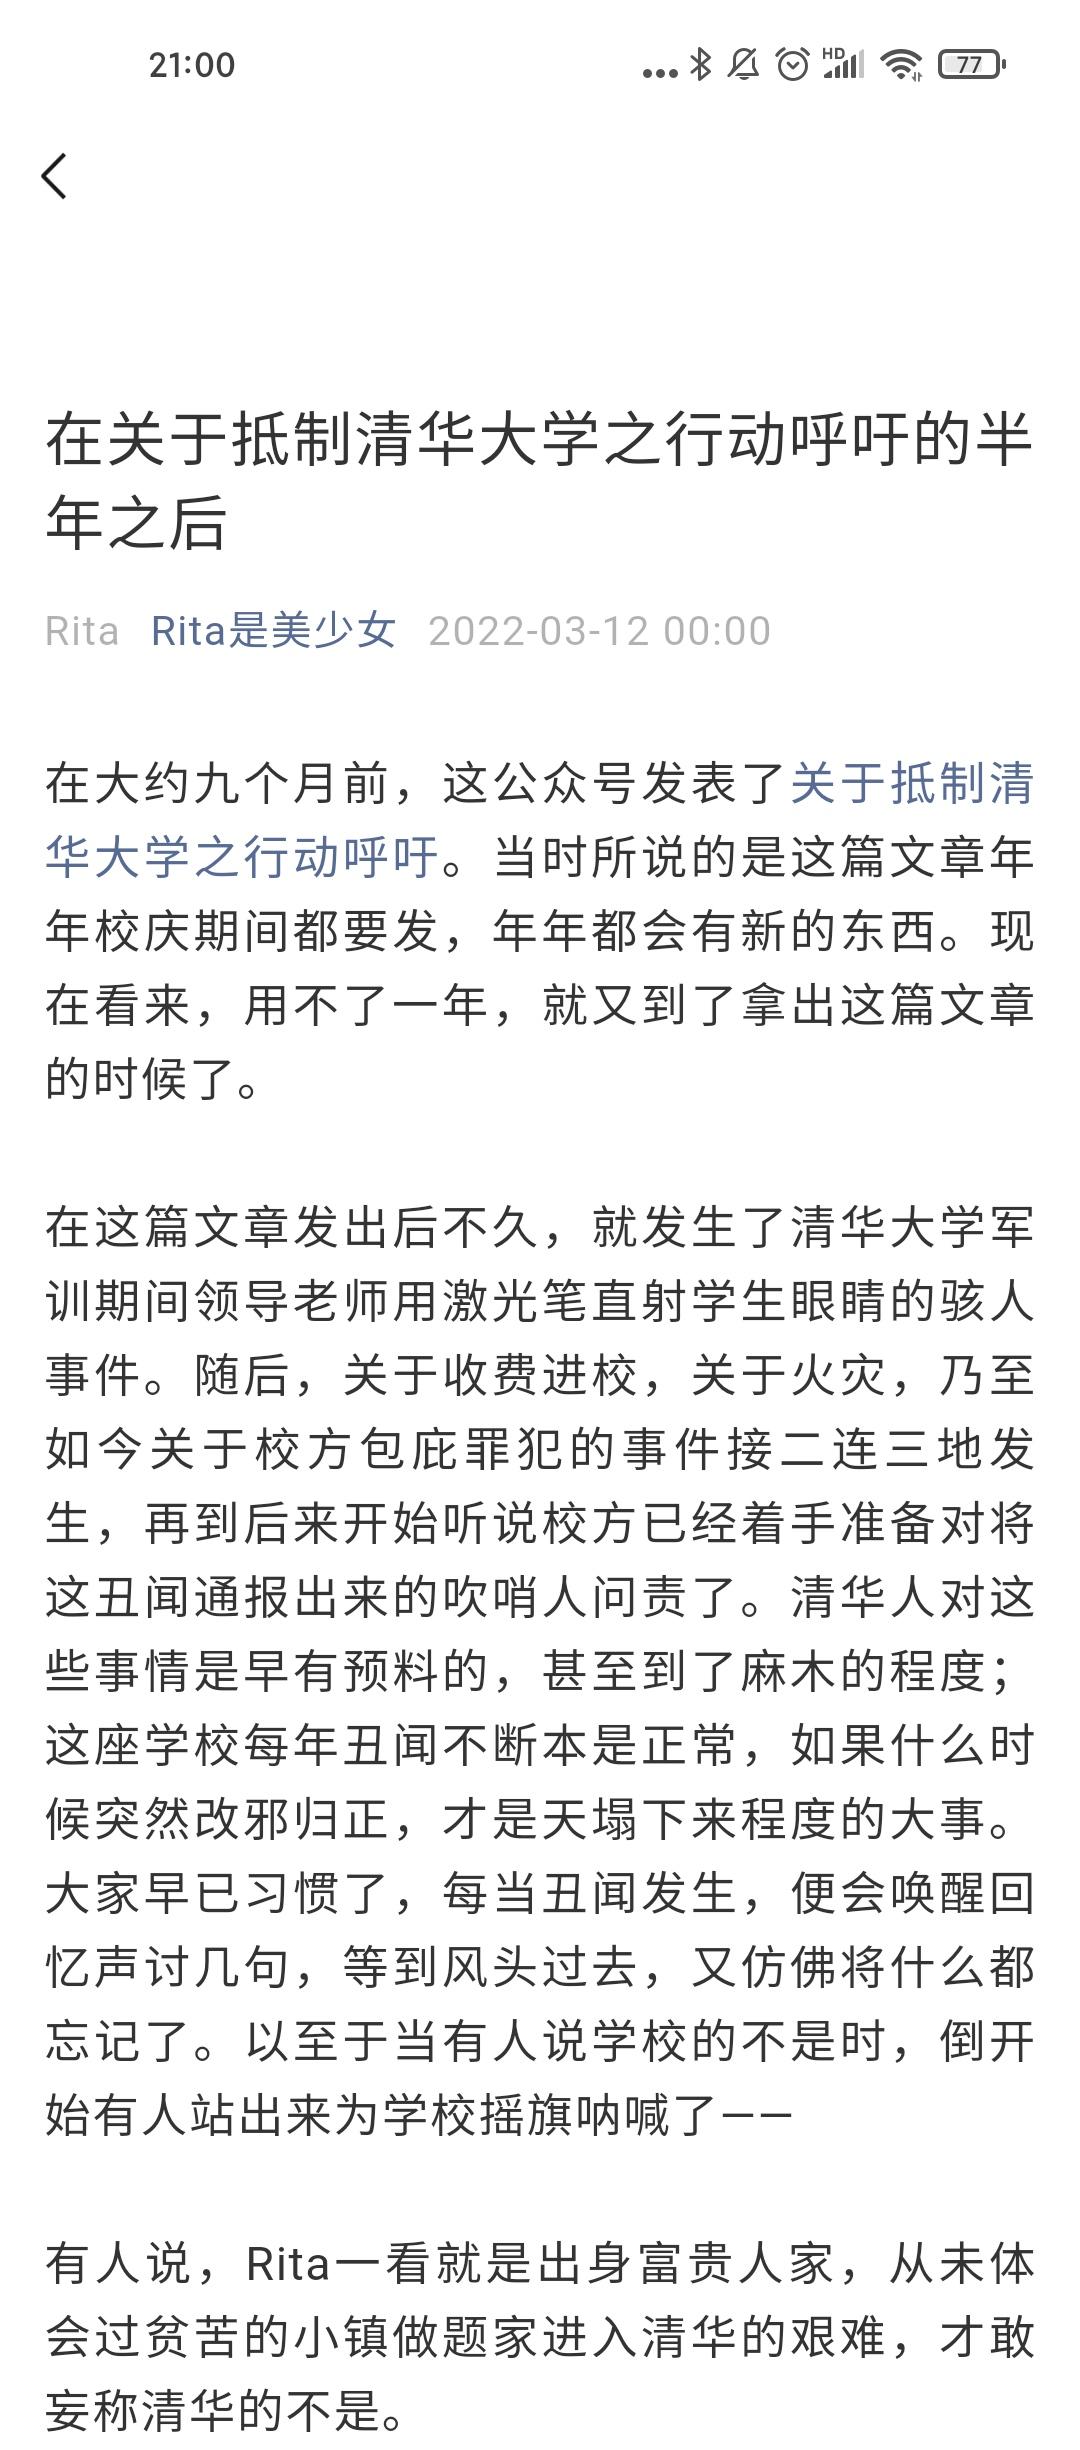 21:00
HD
77
在关于抵制清华大学之行动呼吁的半
年之后
Rita Rita是美少女 2022-03-12 00:00
在大约九个月前，这公众号发表了关于抵制清
华大学之行动呼吁。当时所说的是这篇文章年
年校庆期间都要发，年年都会有新的东西。现
在看来，用不了一年，就又到了拿出这篇文章
的时候了。
在这篇文章发出后不久，就发生了清华大学军
训期间领导老师用激光笔直射学生眼睛的骇人
事件。随后，关于收费进校，关于火灾，乃至
如今关于校方包庇罪犯的事件接二连三地发
生，再到后来开始听说校方已经着手准备对将
这丑闻通报出来的吹哨人问责了。清华人对这
些事情是早有预料的，甚至到了麻木的程度；
这座学校每年丑闻不断本是正常，如果什么时
候突然改邪归正，才是天塌下来程度的大事。
大家早已习惯了，每当丑闻发生，便会唤醒回
忆声讨几句，等到风头过去，又仿佛将什么都
忘记了。以至于当有人说学校的不是时，倒开
始有人站出来为学校摇旗呐喊了——
有人说，Rita一看就是出身富贵人家，从未体
会过贫苦的小镇做题家进入清华的艰难，才敢
妄称清华的不是。